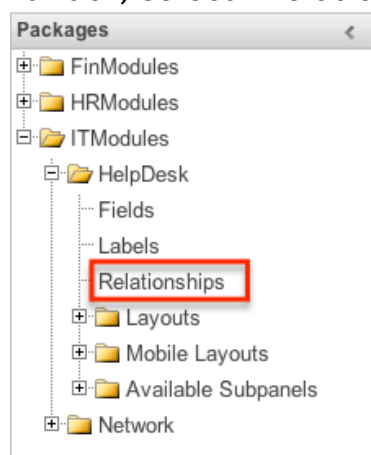 Packages
FinModules
HRModules
ITModules
HelpDesk
Fields
Labels
Relationships
Layouts
Mobile Layouts
Available Subpanels
Network